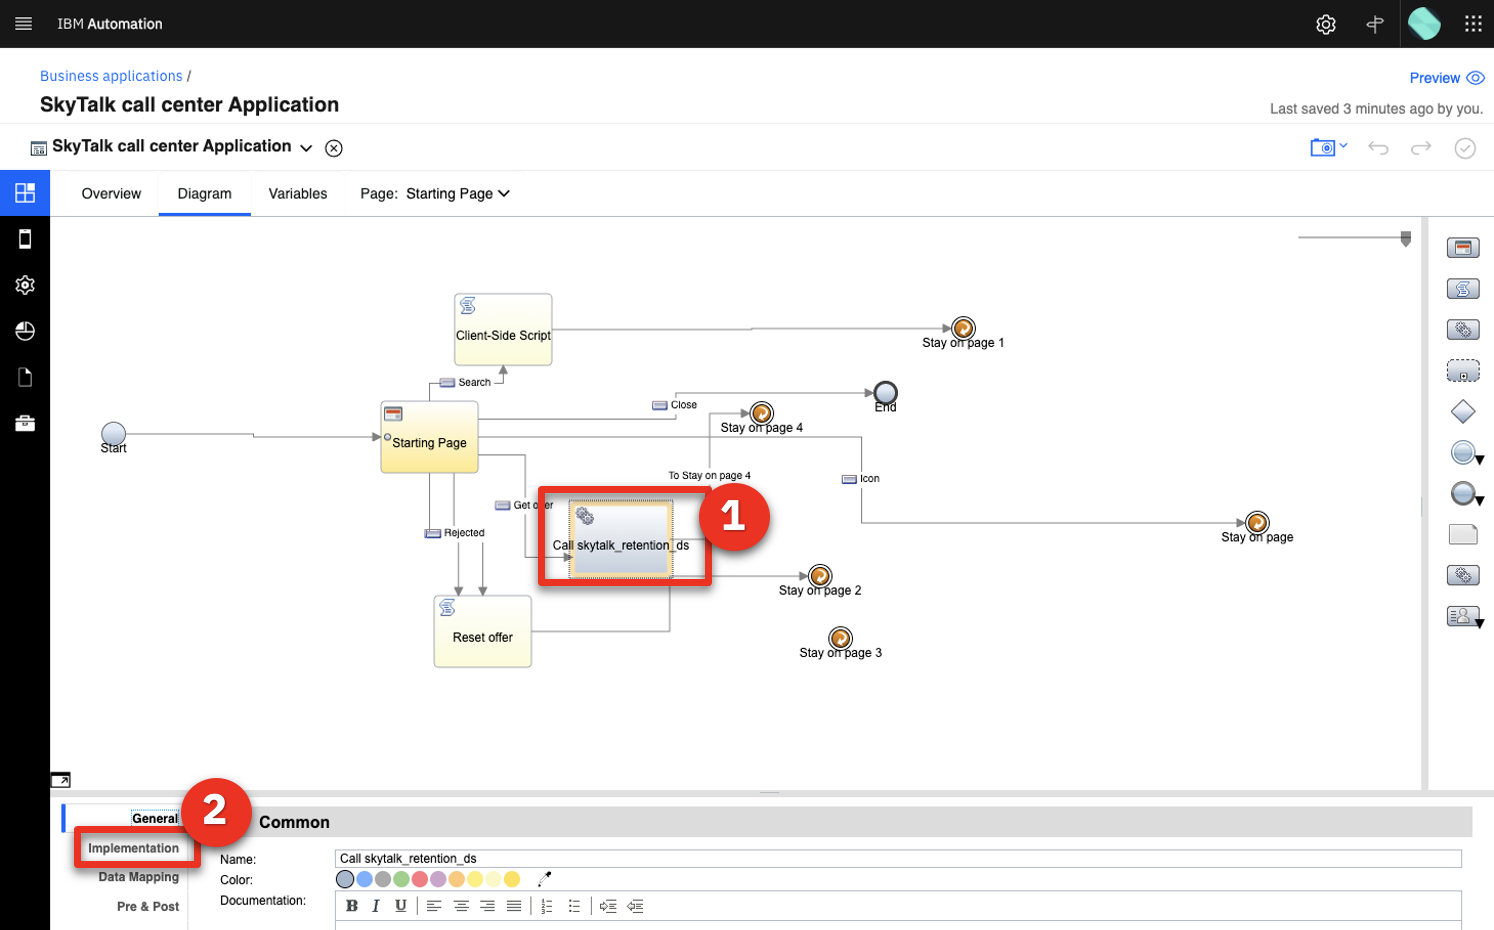 IBM Automation
Business applications /
Preview
SkyTalk call center Application
Last saved 3 minutes ago by you.
SkyTalk call center Application
Overview Diagram Variables Page: Starting Page
Client-Side Script
Stay on page 1
Search
Close
End
Start
Starting Page
Stay on page 4
To Stay on page 4
Icon
Get offer
1
Rejected
Stay on page
Call skytalk_retention_ds
Stay on page 2
Reset offer
Stay on page 3
2
General
Common
Implementation
Name: Call skytalk_retention_ds
Data Mapping
Color:
Documentation:
Pre & Post
B I U